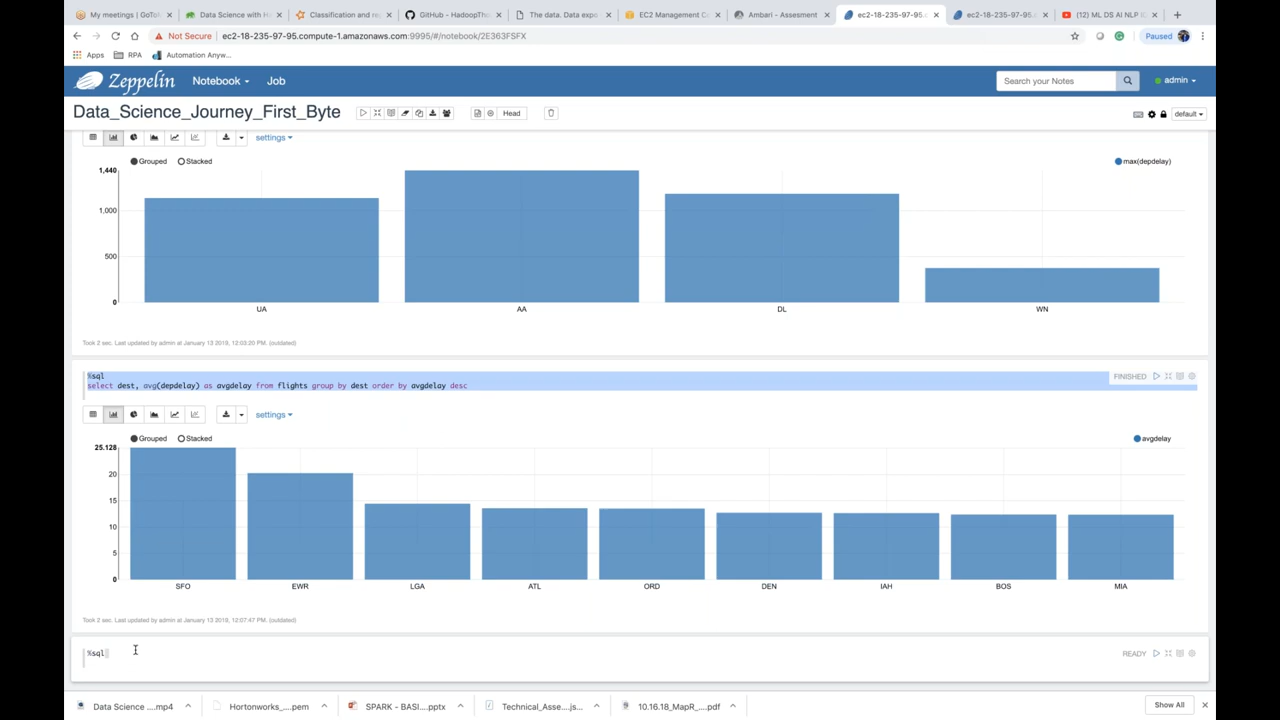 My meetings | GoToM
Data Science with Ha
Classification and re
GitHub - HadoopTho
The data. Data expo
EC2 Management Co
Ambari - Assesment
ec2-18-235-97-95.c
ec2-18-235-97-95.
(12) ML DS AI NLP I
Not Secure
ec2-18-235-97-95.compute-1.amazonaws.com:9995/#/notebook/2E363FSFX
Paused
Apps
RPA
Automation Anyw...
Zeppelin
Notebook
Job
Search your Notes
admin
Data_Science_Journey_First_Byte
Head
default
settings
Grouped
Stacked
max(depdelay)
1,440
1,000
500
0
UA
AA
DL
WN
Took 2 sec. Last updated by admin at January 13 2019, 12:03:20 PM. (outdated)
%sql
select dest, avg(depdelay) as avgdelay from flights group by dest order by avgdelay desc
FINISHED
settings
Grouped
Stacked
avgdelay
25.128
20
15
10
5
0
SFO
EWR
LGA
ATL
ORD
DEN
IAH
BOS
MIA
Took 2 sec. Last updated by admin at January 13 2019, 12:07:47 PM. (outdated)
%sql
READY
Data Science ....mp4
Hortonworks_....pem
SPARK - BASI....pptx
Technical_Asse....js...
10.16.18_MapR_....pdf
Show All